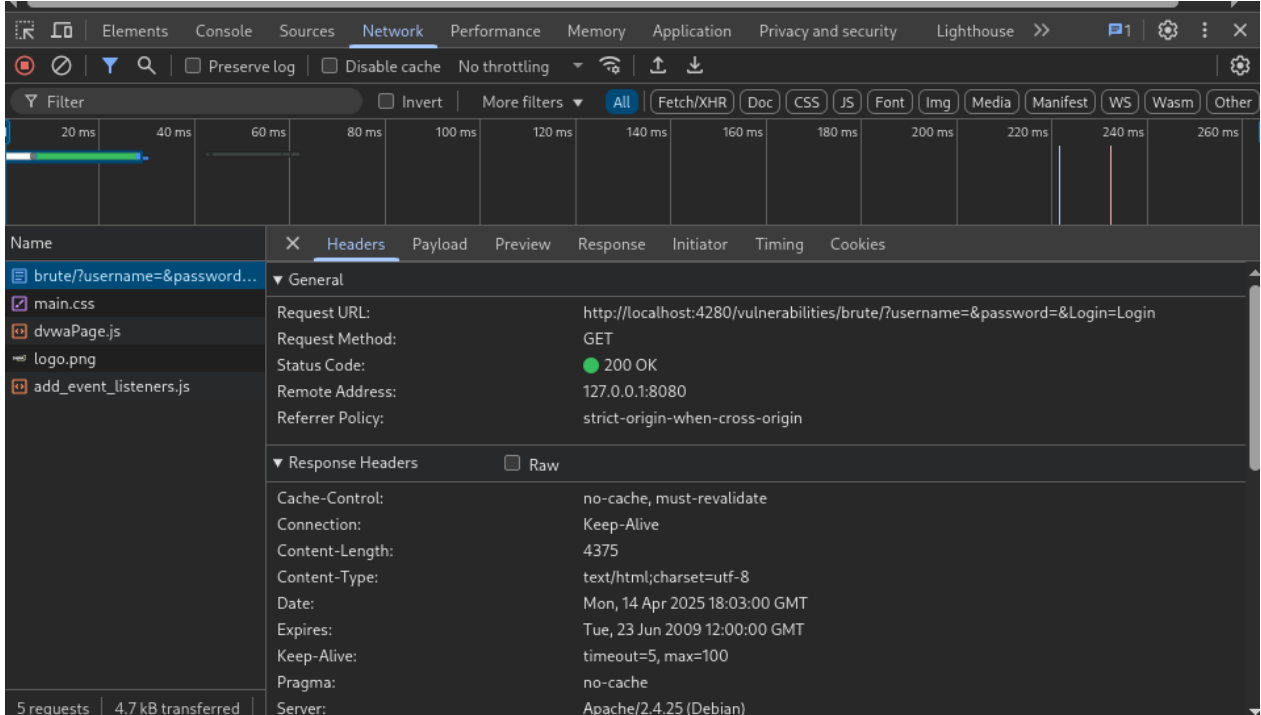 Elements Console Sources Network Performance Memory Application Privacy and security Lighthouse 1
Preserve log Disable cache No throttling
Filter Invert More filters All Fetch/XHR Doc CSS JS Font Img Media Manifest WS Wasm Other
20 ms 40 ms 60 ms 80 ms 100 ms 120 ms 140 ms 160 ms 180 ms 200 ms 220 ms 240 ms 260 ms
Name Headers Payload Preview Response Initiator Timing Cookies
brute/?username=&password...
main.css
dvwaPage.js
logo.png
add_event_listeners.js
5 requests 4.7 kB transferred
General
Request URL: http://localhost:4280/vulnerabilities/brute/?username=&password=&Login=Login
Request Method: GET
Status Code: 200 OK
Remote Address: 127.0.0.1:8080
Referrer Policy: strict-origin-when-cross-origin
Response Headers Raw
Cache-Control: no-cache, must-revalidate
Connection: Keep-Alive
Content-Length: 4375
Content-Type: text/html;charset=utf-8
Date: Mon, 14 Apr 2025 18:03:00 GMT
Expires: Tue, 23 Jun 2009 12:00:00 GMT
Keep-Alive: timeout=5, max=100
Pragma: no-cache
Server: Apache/2.4.25 (Debian)